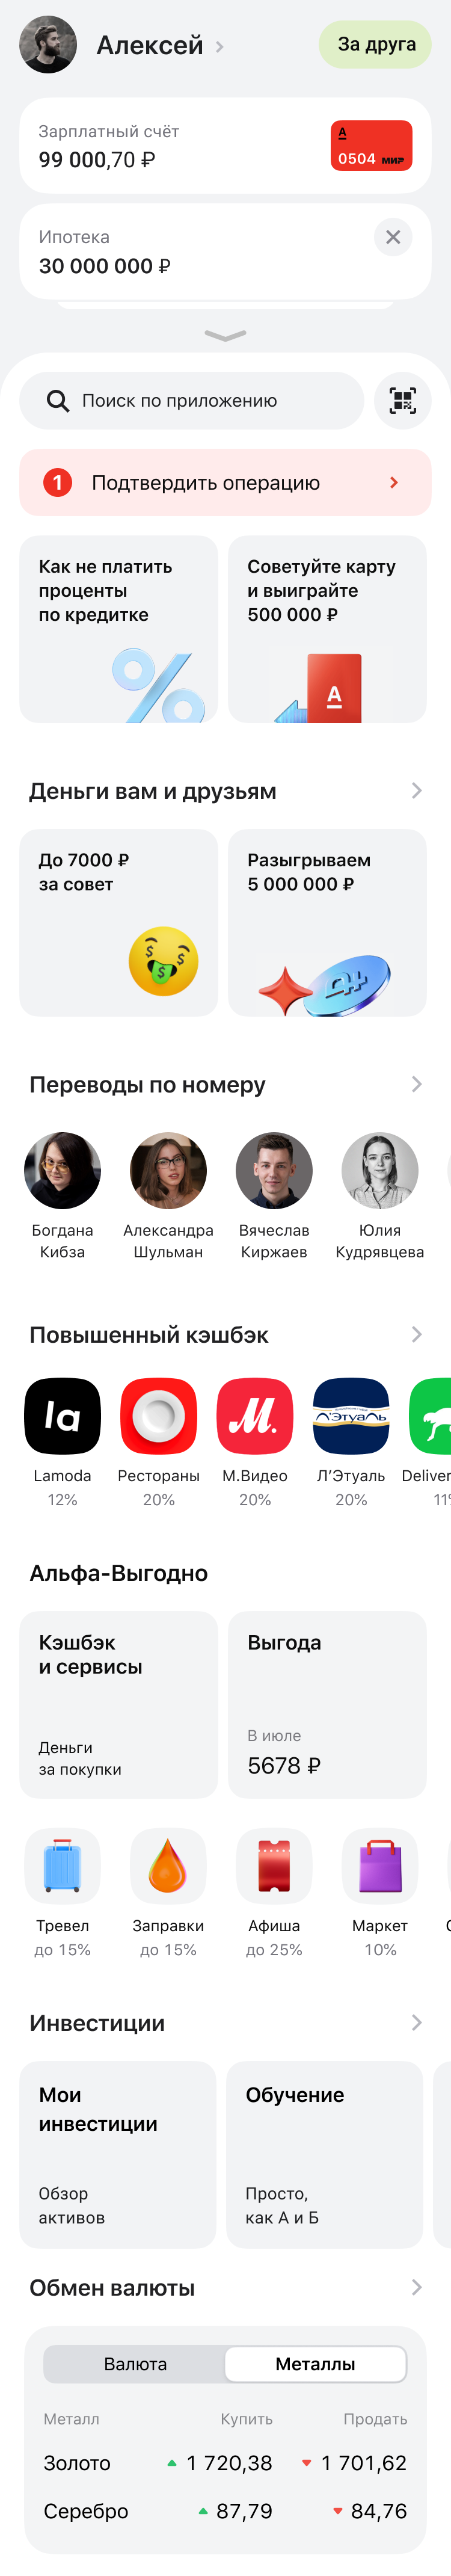 Алексей
За друга
Зарплатный счёт
99 000,70 ₽
А
0504 мир
Ипотека
30 000 000 ₽
Поиск по приложению
1 Подтвердить операцию
Как не платить
проценты
по кредитке
Советуйте карту
и выиграйте
500 000 ₽
А
Деньги вам и друзьям
До 7000 ₽
за совет
Разыгрываем
5 000 000 ₽
$ $
$
А+
Переводы по номеру
Богдана
Кибза
Александра
Шульман
Вячеслав
Киржаев
Юлия
Кудрявцева
Повышенный кэшбэк
la
М.
Л'Этуаль
Lamoda
12%
Рестораны
20%
М.Видео
20%
Л'Этуаль
20%
Deliver
11%
Альфа-Выгодно
Кэшбэк
и сервисы
Деньги
за покупки
Выгода
В июле
5678 ₽
Тревел
до 15%
Заправки
до 15%
Афиша
до 25%
Маркет
10%
Инвестиции
Мои
инвестиции
Обзор
активов
Обучение
Просто,
как А и Б
Обмен валюты
Валюта Металлы
Металл Купить Продать
Золото 1 720,38 1 701,62
Серебро 87,79 84,76